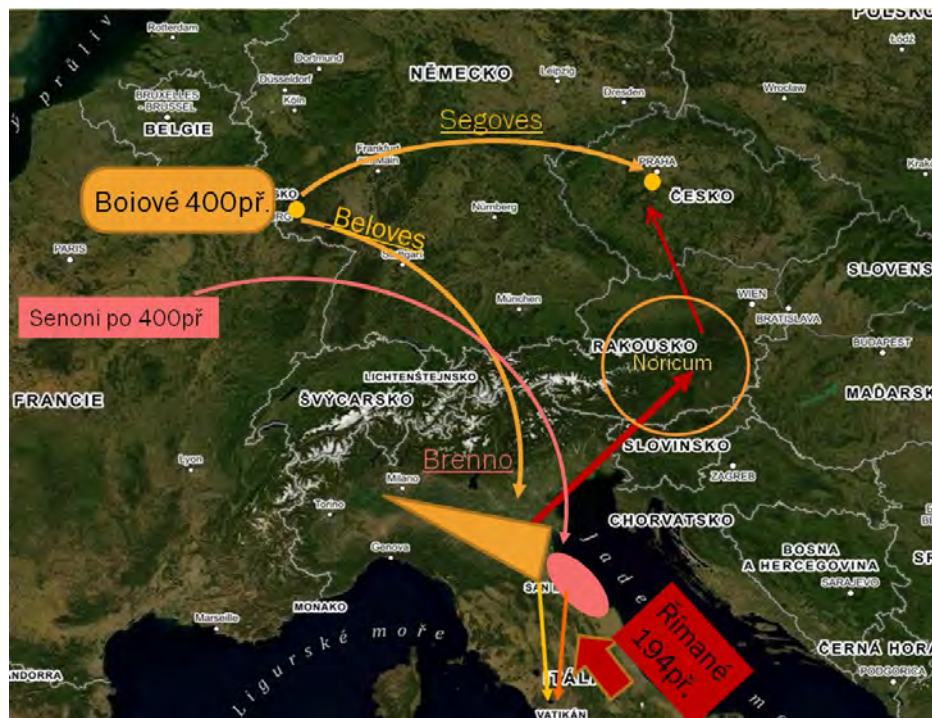 POLSKO
Rotterdam
Dortmund
Łódź
NĚMECKO
Leipzig
BRUXELLES
- BRUSSEL
Düsseldorf
Köln
Dresden
Wroclaw
BELGIE
Segoves
Frankfurt
am Main
PRAHA
Boiové 400př.
ČESKO
Nürnberg
Beloves
PARIS
Stuttgart
SLOVENS
München
WIEN
BRATISLAVA
Senoni po 400př
RAKOUSKO
BUDAPEST
Noricum
LICHTENŠTEJNSKO
FRANCIE
ŠVÝCARSKO
MAĎARSK
SLOVINSKO
Lyon
Brenno
ZAGREB
Milano
Torino
CHORVATSKO
Genova
jade
BOSNA
A HERCEGOVINA
SARAJEVO
SAN
MONAKO
Marseille
Římané
194př.
Ligurské moře
ČERNÁ HORA
PODGORICA
ANDORRA
ITÁLI
VATIKÁN